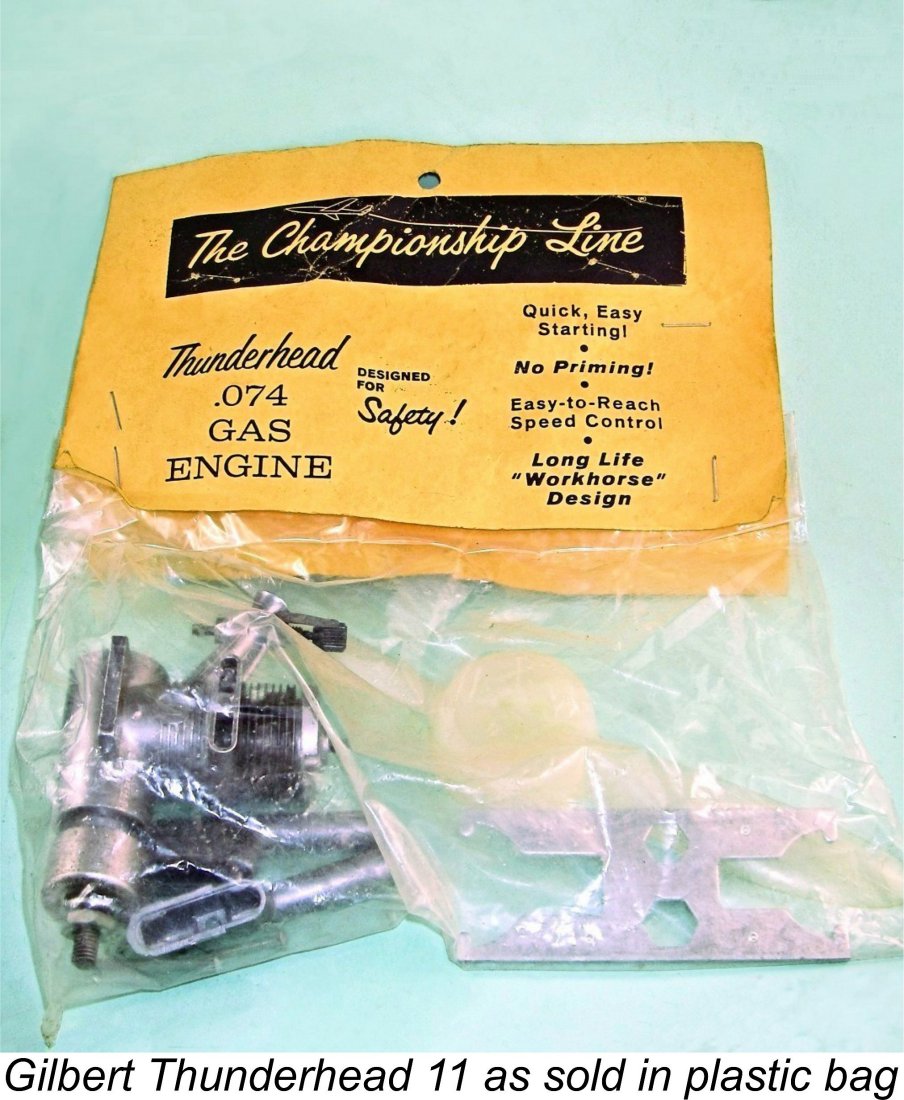 The Championship Line
Thunderhead
.074
GAS
ENGINE
DESIGNED
FOR
Safety!
Quick, Easy
Starting!
•
No Priming!
•
Easy-to-Reach
Speed Control
•
Long Life
"Workhorse"
Design
Gilbert Thunderhead 11 as sold in plastic bag